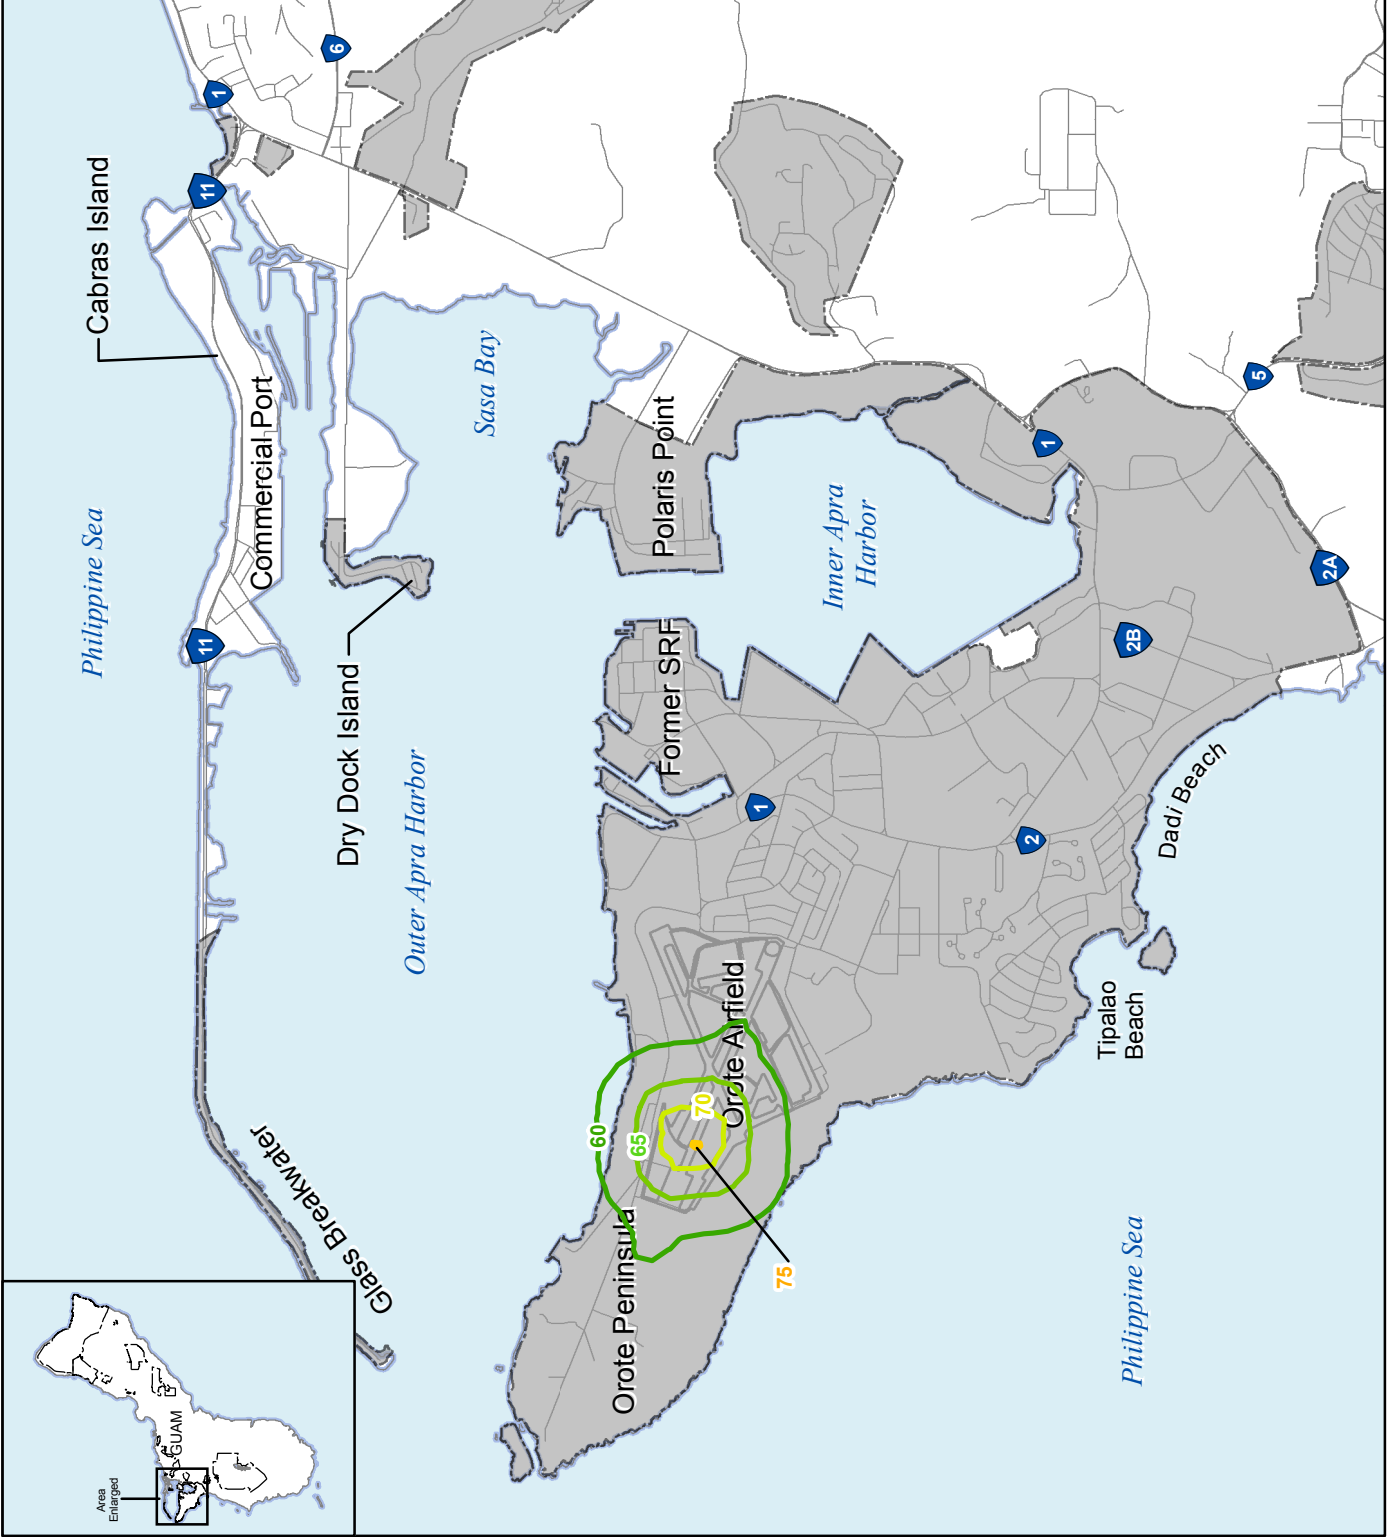 Philippine Sea
Cabras Island
11
1
6
11
Commercial Port
Sasa Bay
Dry Dock Island
Outer Apra Harbor
Glass Breakwater
Area
Enlarged
GUAM
Polaris Point
Former SRF
Inner Apra
Harbor
1
1
2
2B
2A
5
Orote Peninsula
Orote Airfield
60
65
70
75
Tipalao
Beach
Dadi Beach
Philippine Sea